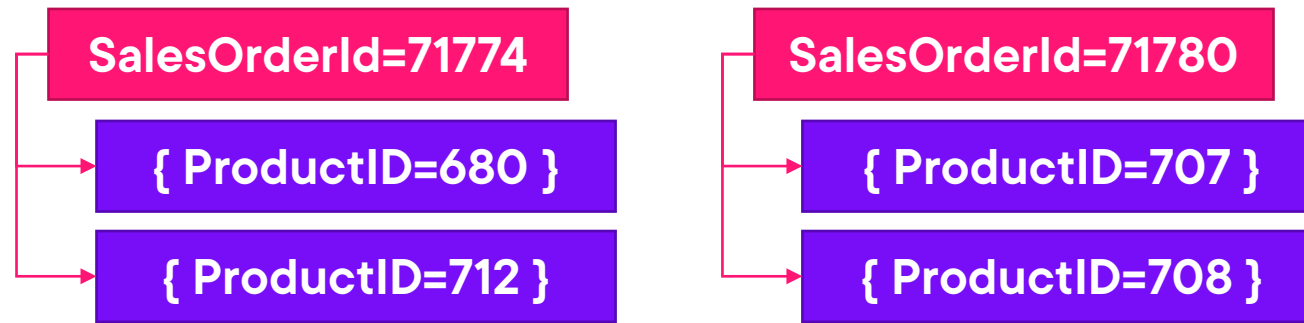 SalesOrderId=71774
{ ProductID=680 }
{ ProductID=712 }
SalesOrderId=71780
{ ProductID=707 }
{ ProductID=708 }